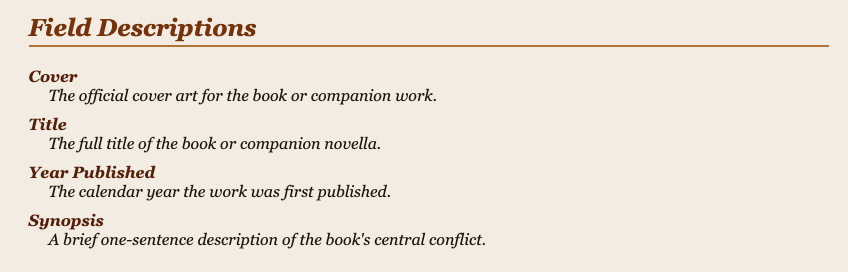 Field Descriptions
Cover
The official cover art for the book or companion work.
Title
The full title of the book or companion novella.
Year Published
The calendar year the work was first published.
Synopsis
A brief one-sentence description of the book's central conflict.